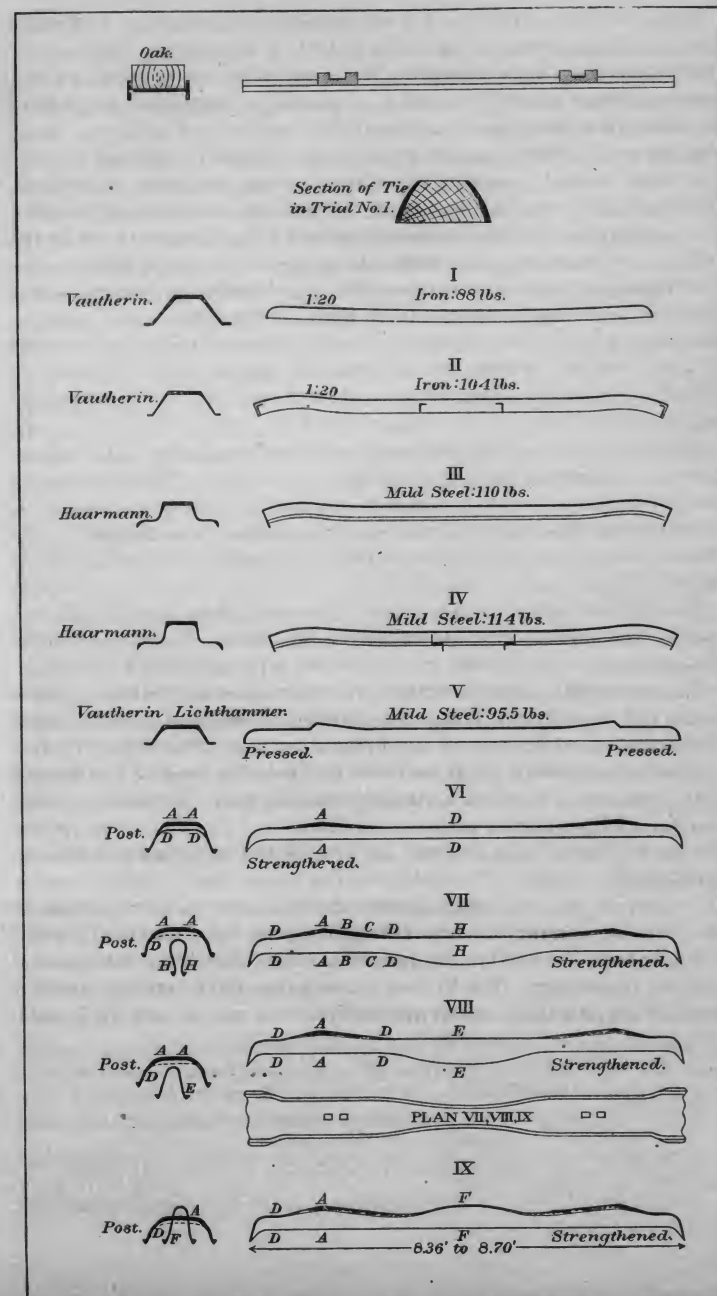 Oak.
Section of Tie
in Trial No.1.
I
Vautherin.
1:20
Iron:88 lbs.
II
Iron:104 lbs.
Vautherin.
1:20
III
Mild Steel:110 lbs.
Haarmann.
IV
Mild Steel:114 lbs.
Haarmann.
V
Vautherin Lichthammer.
Mild Steel:95.5 lbs.
Pressed.
Pressed.
VI
A A
A
D
Post.
D D
A
D
Strengthened.
VII
A A
D A B C D H
Post.
D
H
H H
D A B C D
Strengthened.
VIII
A A
D A D E
Post.
D
E
D A D E
Strengthened.
PLAN VII,VIII,IX
IX
A
D A F
Post.
D F
D A F
Strengthened.
8.36' to 8.70'